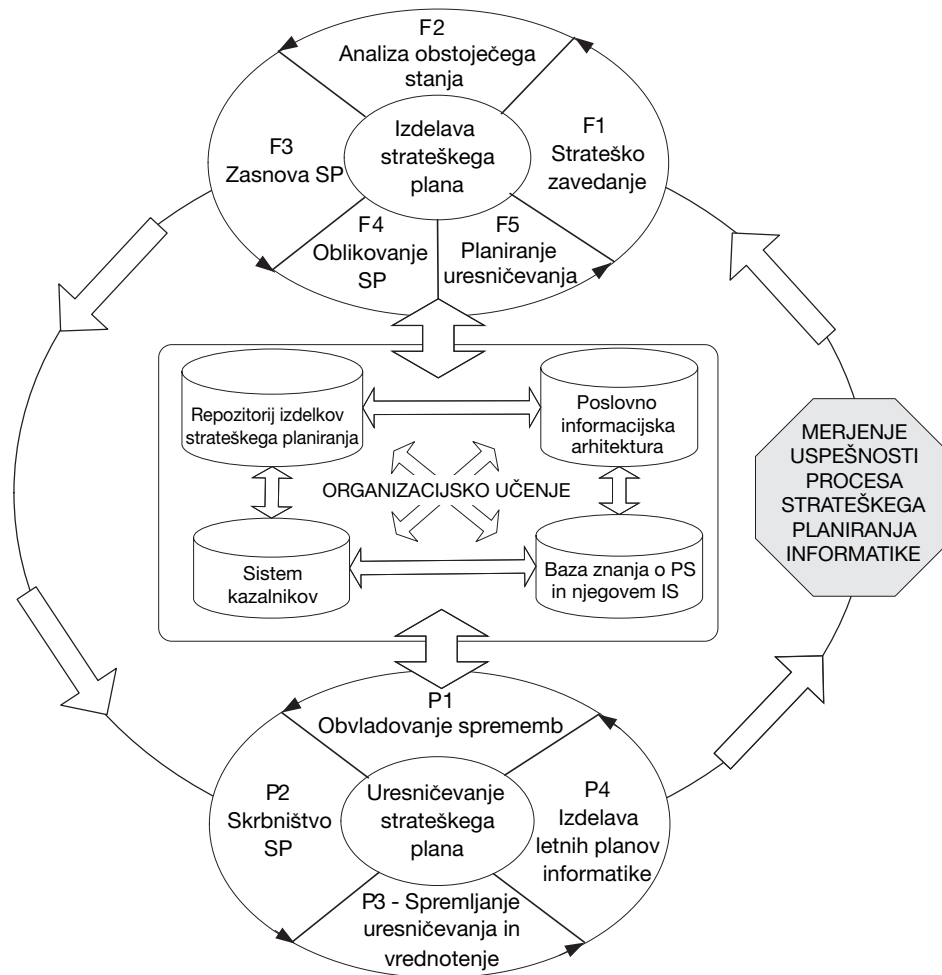 F2
Analiza obstoječega
stanja
F1
Strateško
zavedanje
Izdelava
strateškega
plana
F3
Zasnova SP
F4
Oblikovanje
SP
F5
Planiranje
uresničevanja
Repozitorij izdelkov
strateškega planiranja
Poslovno
informacijska
arhitektura
ORGANIZACIJSKO UČENJE
Sistem
kazalnikov
Baza znanja o PS
in njegovem IS
MERJENJE
USPEŠNOSTI
PROCESA
STRATEŠKEGA
PLANIRANJA
INFORMATIKE
P1
Obvladovanje sprememb
P2
Skrbništvo
SP
Uresničevanje
strateškega
plana
P4
Izdelava
letnih planov
informatike
P3 - Spremljanje
uresničevanja in
vrednotenje